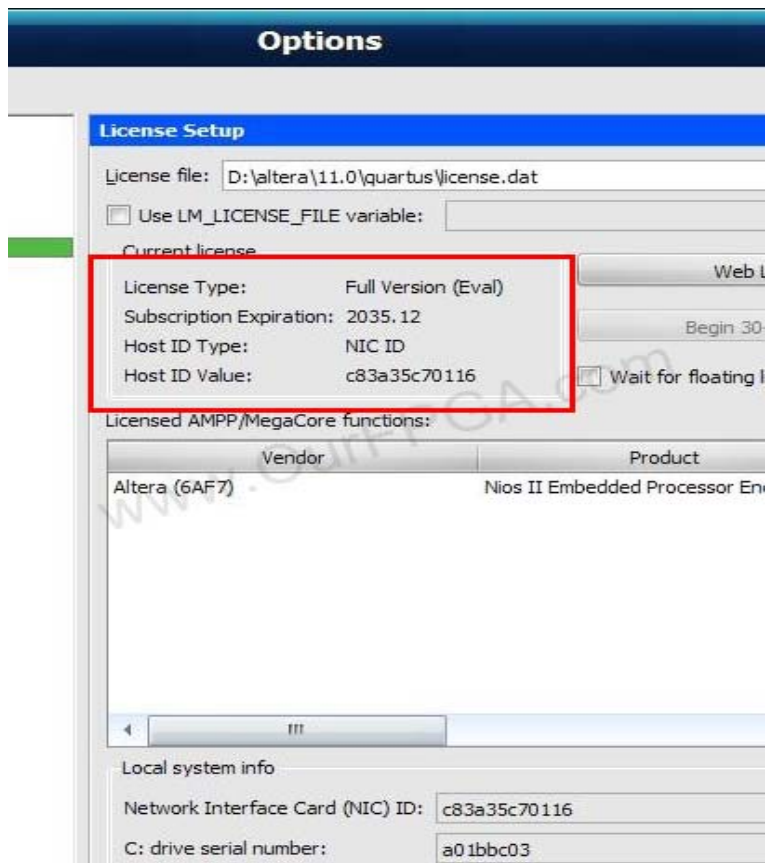 Options
License Setup
License file: D:\altera\11.0\quartus\license.dat
Use LM_LICENSE_FILE variable:
Current license
License Type: Full Version (Eval)
Subscription Expiration: 2035.12
Host ID Type: NIC ID
Host ID Value: c83a35c70116
Web L
Begin 30-
Wait for floating l
Licensed AMPP/MegaCore functions:
Vendor Product
Altera (6AF7) Nios II Embedded Processor En
www.OurFPGA.com
Local system info
Network Interface Card (NIC) ID: c83a35c70116
C: drive serial number: a01bbc03